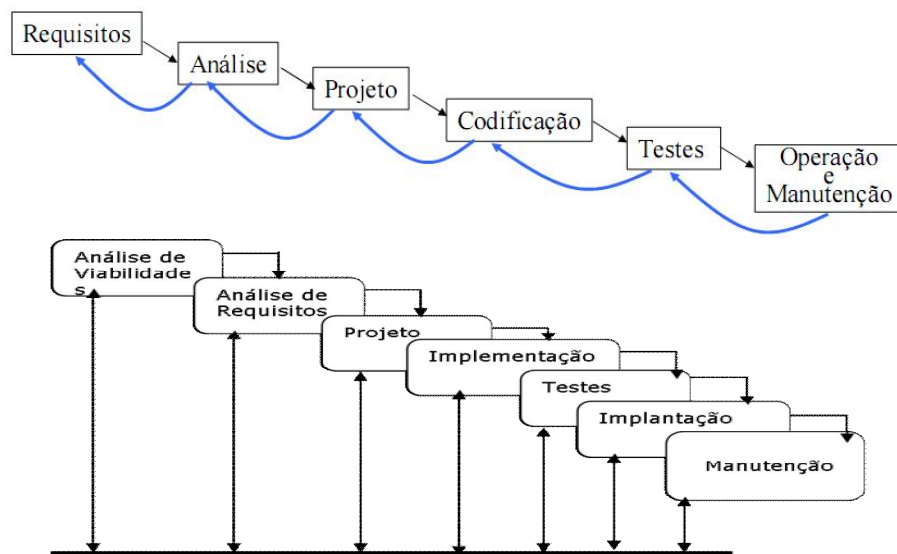 Requisitos
Análise
Projeto
Codificação
Testes
Operação
e
Manutenção
Análise de
Viabilidade
s
Análise de
Requisitos
Projeto
Implementação
Testes
Implantação
Manutenção